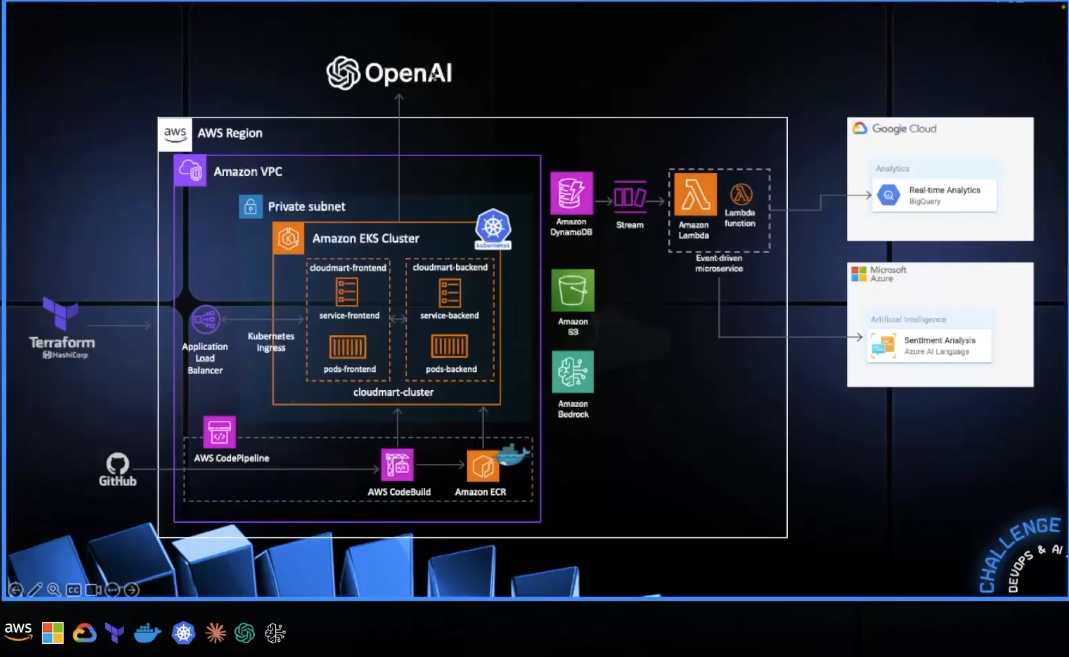 OpenAI
aws
AWS Region
Amazon VPC
Private subnet
Amazon EKS Cluster
kubernetes
cloudmart-frontend
cloudmart-backend
service-frontend
service-backend
pods-frontend
pods-backend
cloudmart-cluster
Kubernetes
Ingress
Application
Load
Balancer
Terraform
HashiCorp
GitHub
AWS CodePipeline
AWS CodeBuild
Amazon ECR
Amazon
DynamoDB
Stream
Amazon
Lambda
Lambda
function
Event-driven
microservice
Amazon
S3
Amazon
Bedrock
Google Cloud
Analytics
Real-time Analytics
BigQuery
Microsoft
Azure
Artificial Intelligence
Sentiment Analysis
Azure AI Language
CHALLENGE
DEVOPS & AI
CC
aws